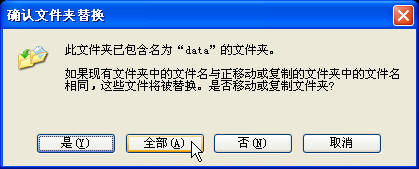 确认文件夹替换
此文件夹已包含名为“data”的文件夹。
如果现有文件夹中的文件名与正移动或复制的文件夹中的文件名
相同，这些文件将被替换。是否移动或复制文件夹?
是(Y) 全部(A) 否(N) 取消